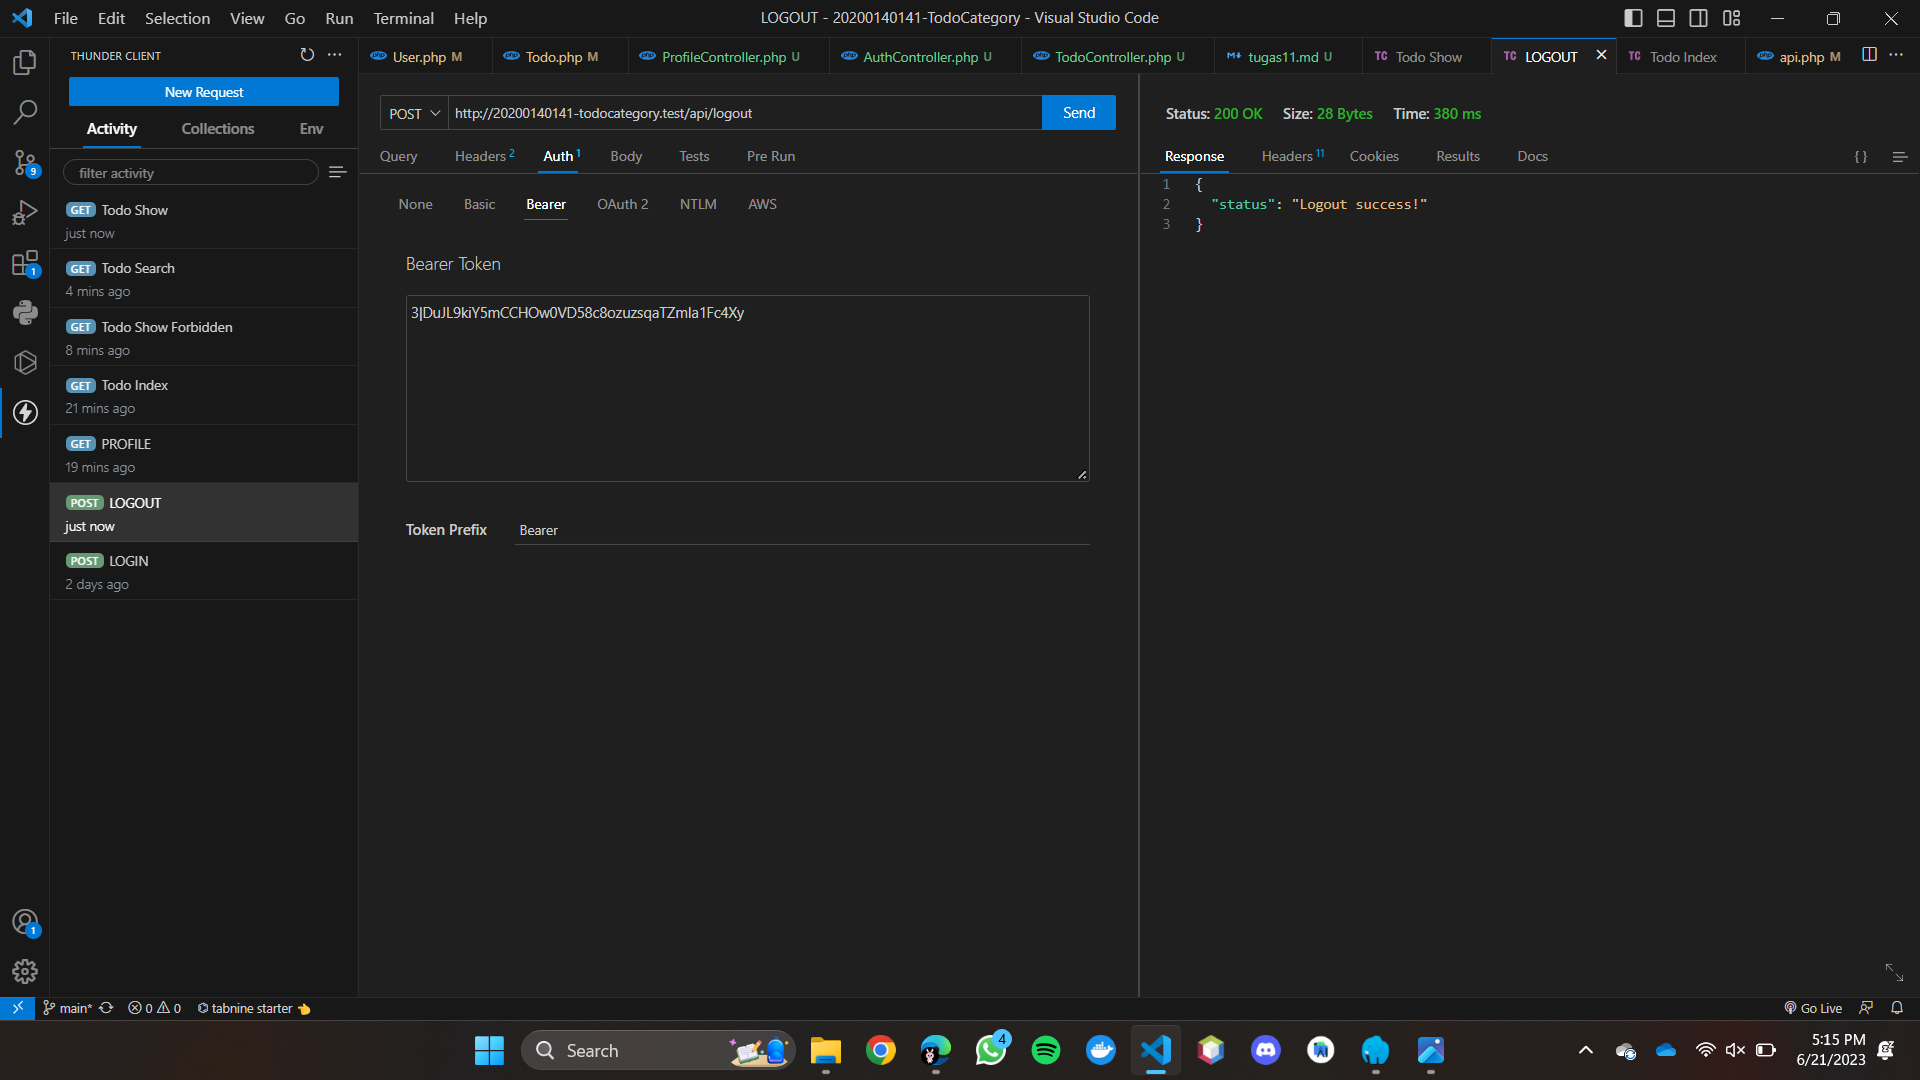 File Edit Selection View Go Run Terminal Help
LOGOUT - 20200140141-TodoCategory - Visual Studio Code
THUNDER CLIENT
New Request
Activity Collections Env
filter activity
GET Todo Show
just now
GET Todo Search
4 mins ago
GET Todo Show Forbidden
8 mins ago
GET Todo Index
21 mins ago
GET PROFILE
19 mins ago
POST LOGOUT
just now
POST LOGIN
2 days ago
9
1
1
User.php M
Todo.php M
ProfileController.php U
AuthController.php U
TodoController.php U
tugas11.md U
TC Todo Show
TC LOGOUT
TC Todo Index
api.php M
POST http://20200140141-todocategory.test/api/logout Send
Query Headers 2 Auth 1 Body Tests Pre Run
None Basic Bearer OAuth 2 NTLM AWS
Bearer Token
3|DuJL9kiY5mCCHOw0VD58c8ozuzsqaTZmla1Fc4Xy
Token Prefix Bearer
Status: 200 OK Size: 28 Bytes Time: 380 ms
Response Headers 11 Cookies Results Docs { }
1 {
2 "status": "Logout success!"
3 }
main* 0 0 tabnine starter
Go Live
Search
4
5:15 PM
6/21/2023